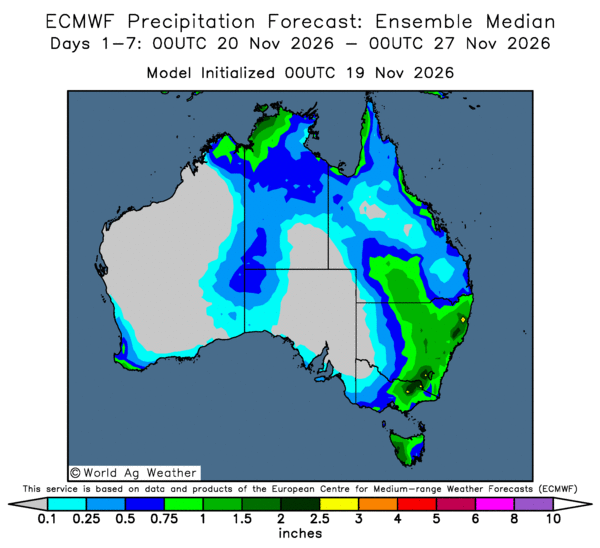 ECMWF Precipitation Forecast: Ensemble Median
Days 1–7: 00UTC 20 Nov 2026 – 00UTC 27 Nov 2026
Model Initialized 00UTC 19 Nov 2026
©World Ag Weather
This service is based on data and products of the European Centre for Medium-range Weather Forecasts (ECMWF)
0.1 0.25 0.5 0.75 1 1.5 2 2.5 3 4 5 6 8 10
inches